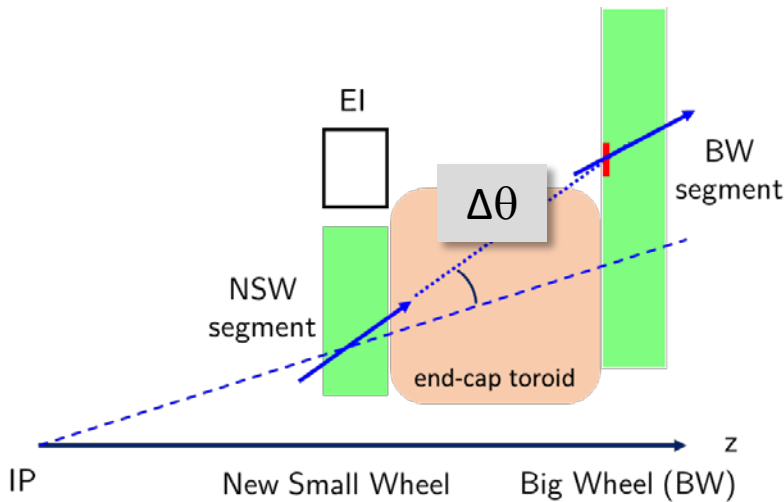 EI
Δθ
BW
segment
NSW
segment
end-cap toroid
z
IP
New Small Wheel
Big Wheel (BW)